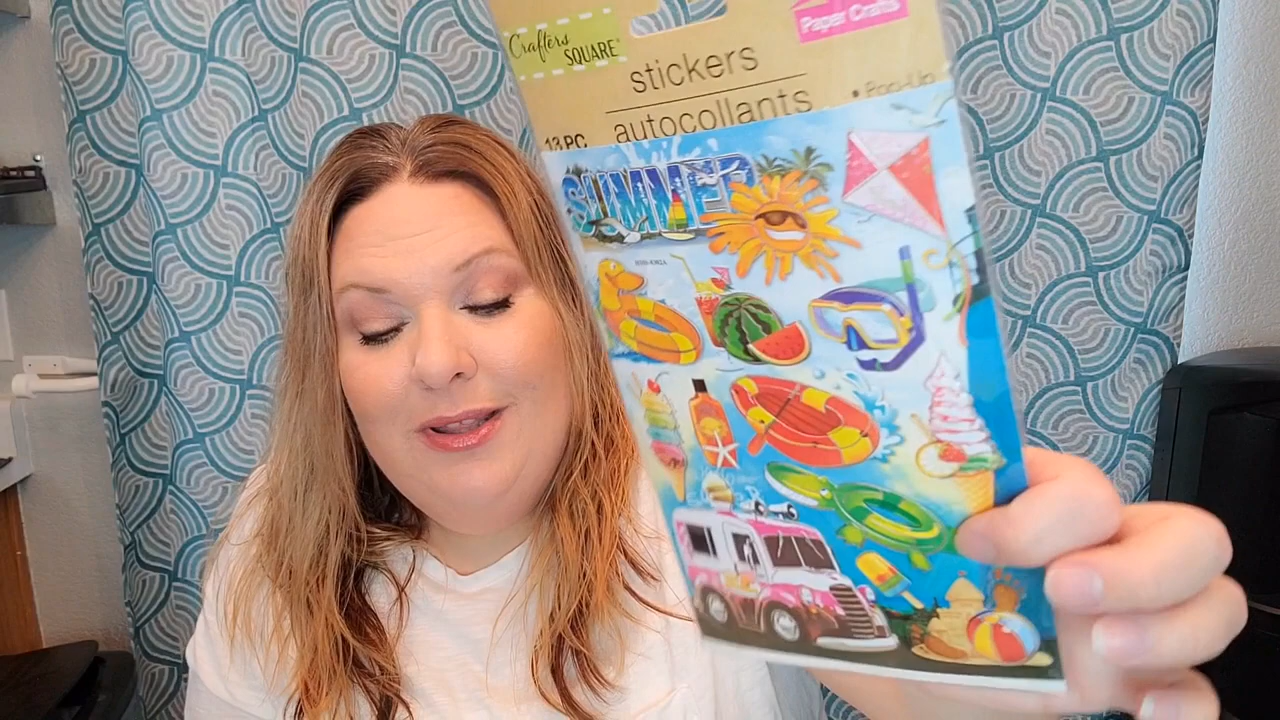 Crafters
SQUARE
Paper Crafts
stickers
autocollants
• Pop-Up
13 PC
SUMMER